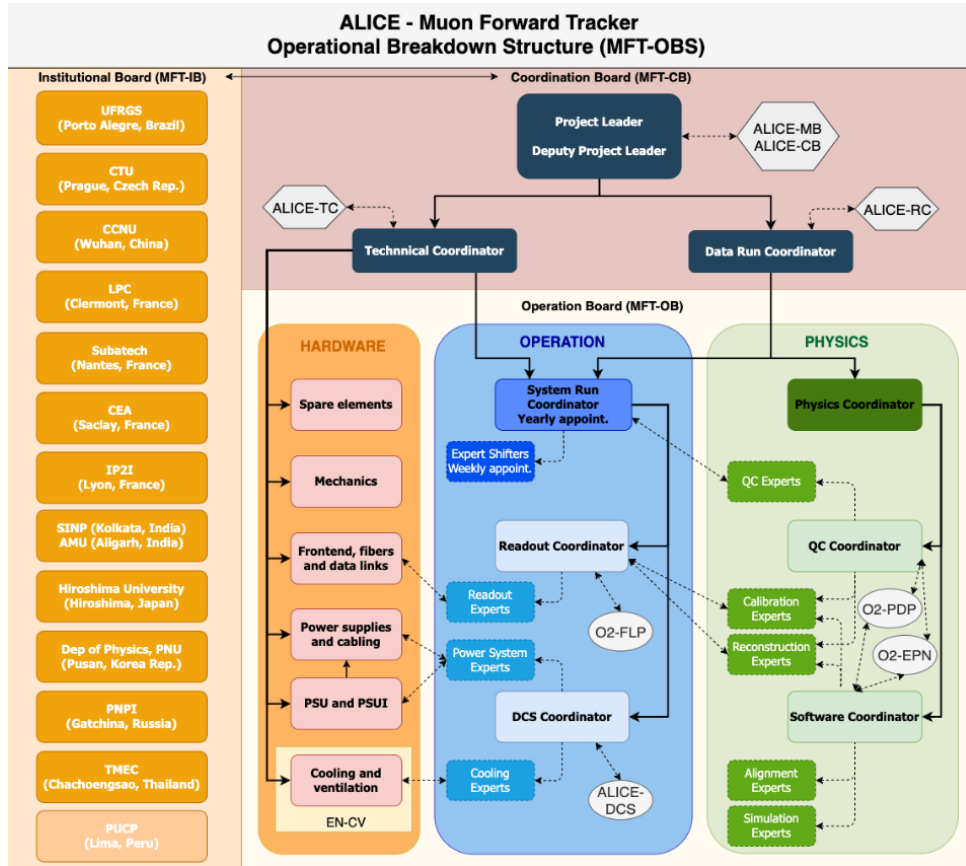 ALICE - Muon Forward Tracker
Operational Breakdown Structure (MFT-OBS)
Institutional Board (MFT-IB)
Coordination Board (MFT-CB)
UFRGS
(Porto Alegre, Brazil)
CTU
(Prague, Czech Rep.)
CCNU
(Wuhan, China)
LPC
(Clermont, France)
Subatech
(Nantes, France)
CEA
(Saclay, France)
IP2I
(Lyon, France)
SINP (Kolkata, India)
AMU (Aligarh, India)
Hiroshima University
(Hiroshima, Japan)
Dep of Physics, PNU
(Pusan, Korea Rep.)
PNPI
(Gatchina, Russia)
TMEC
(Chachoengsao, Thailand)
PUCP
(Lima, Peru)
Project Leader
Deputy Project Leader
ALICE-MB
ALICE-CB
ALICE-TC
ALICE-RC
Technnical Coordinator
Data Run Coordinator
Operation Board (MFT-OB)
HARDWARE
Spare elements
Mechanics
Frontend, fibers
and data links
Power supplies
and cabling
PSU and PSUI
Cooling and
ventilation
EN-CV
OPERATION
System Run
Coordinator
Yearly appoint.
Expert Shifters
Weekly appoint.
Readout Coordinator
Readout
Experts
O2-FLP
Power System
Experts
DCS Coordinator
Cooling
Experts
ALICE-
DCS
PHYSICS
Physics Coordinator
QC Experts
QC Coordinator
Calibration
Experts
O2-PDP
Reconstruction
Experts
O2-EPN
Software Coordinator
Alignment
Experts
Simulation
Experts